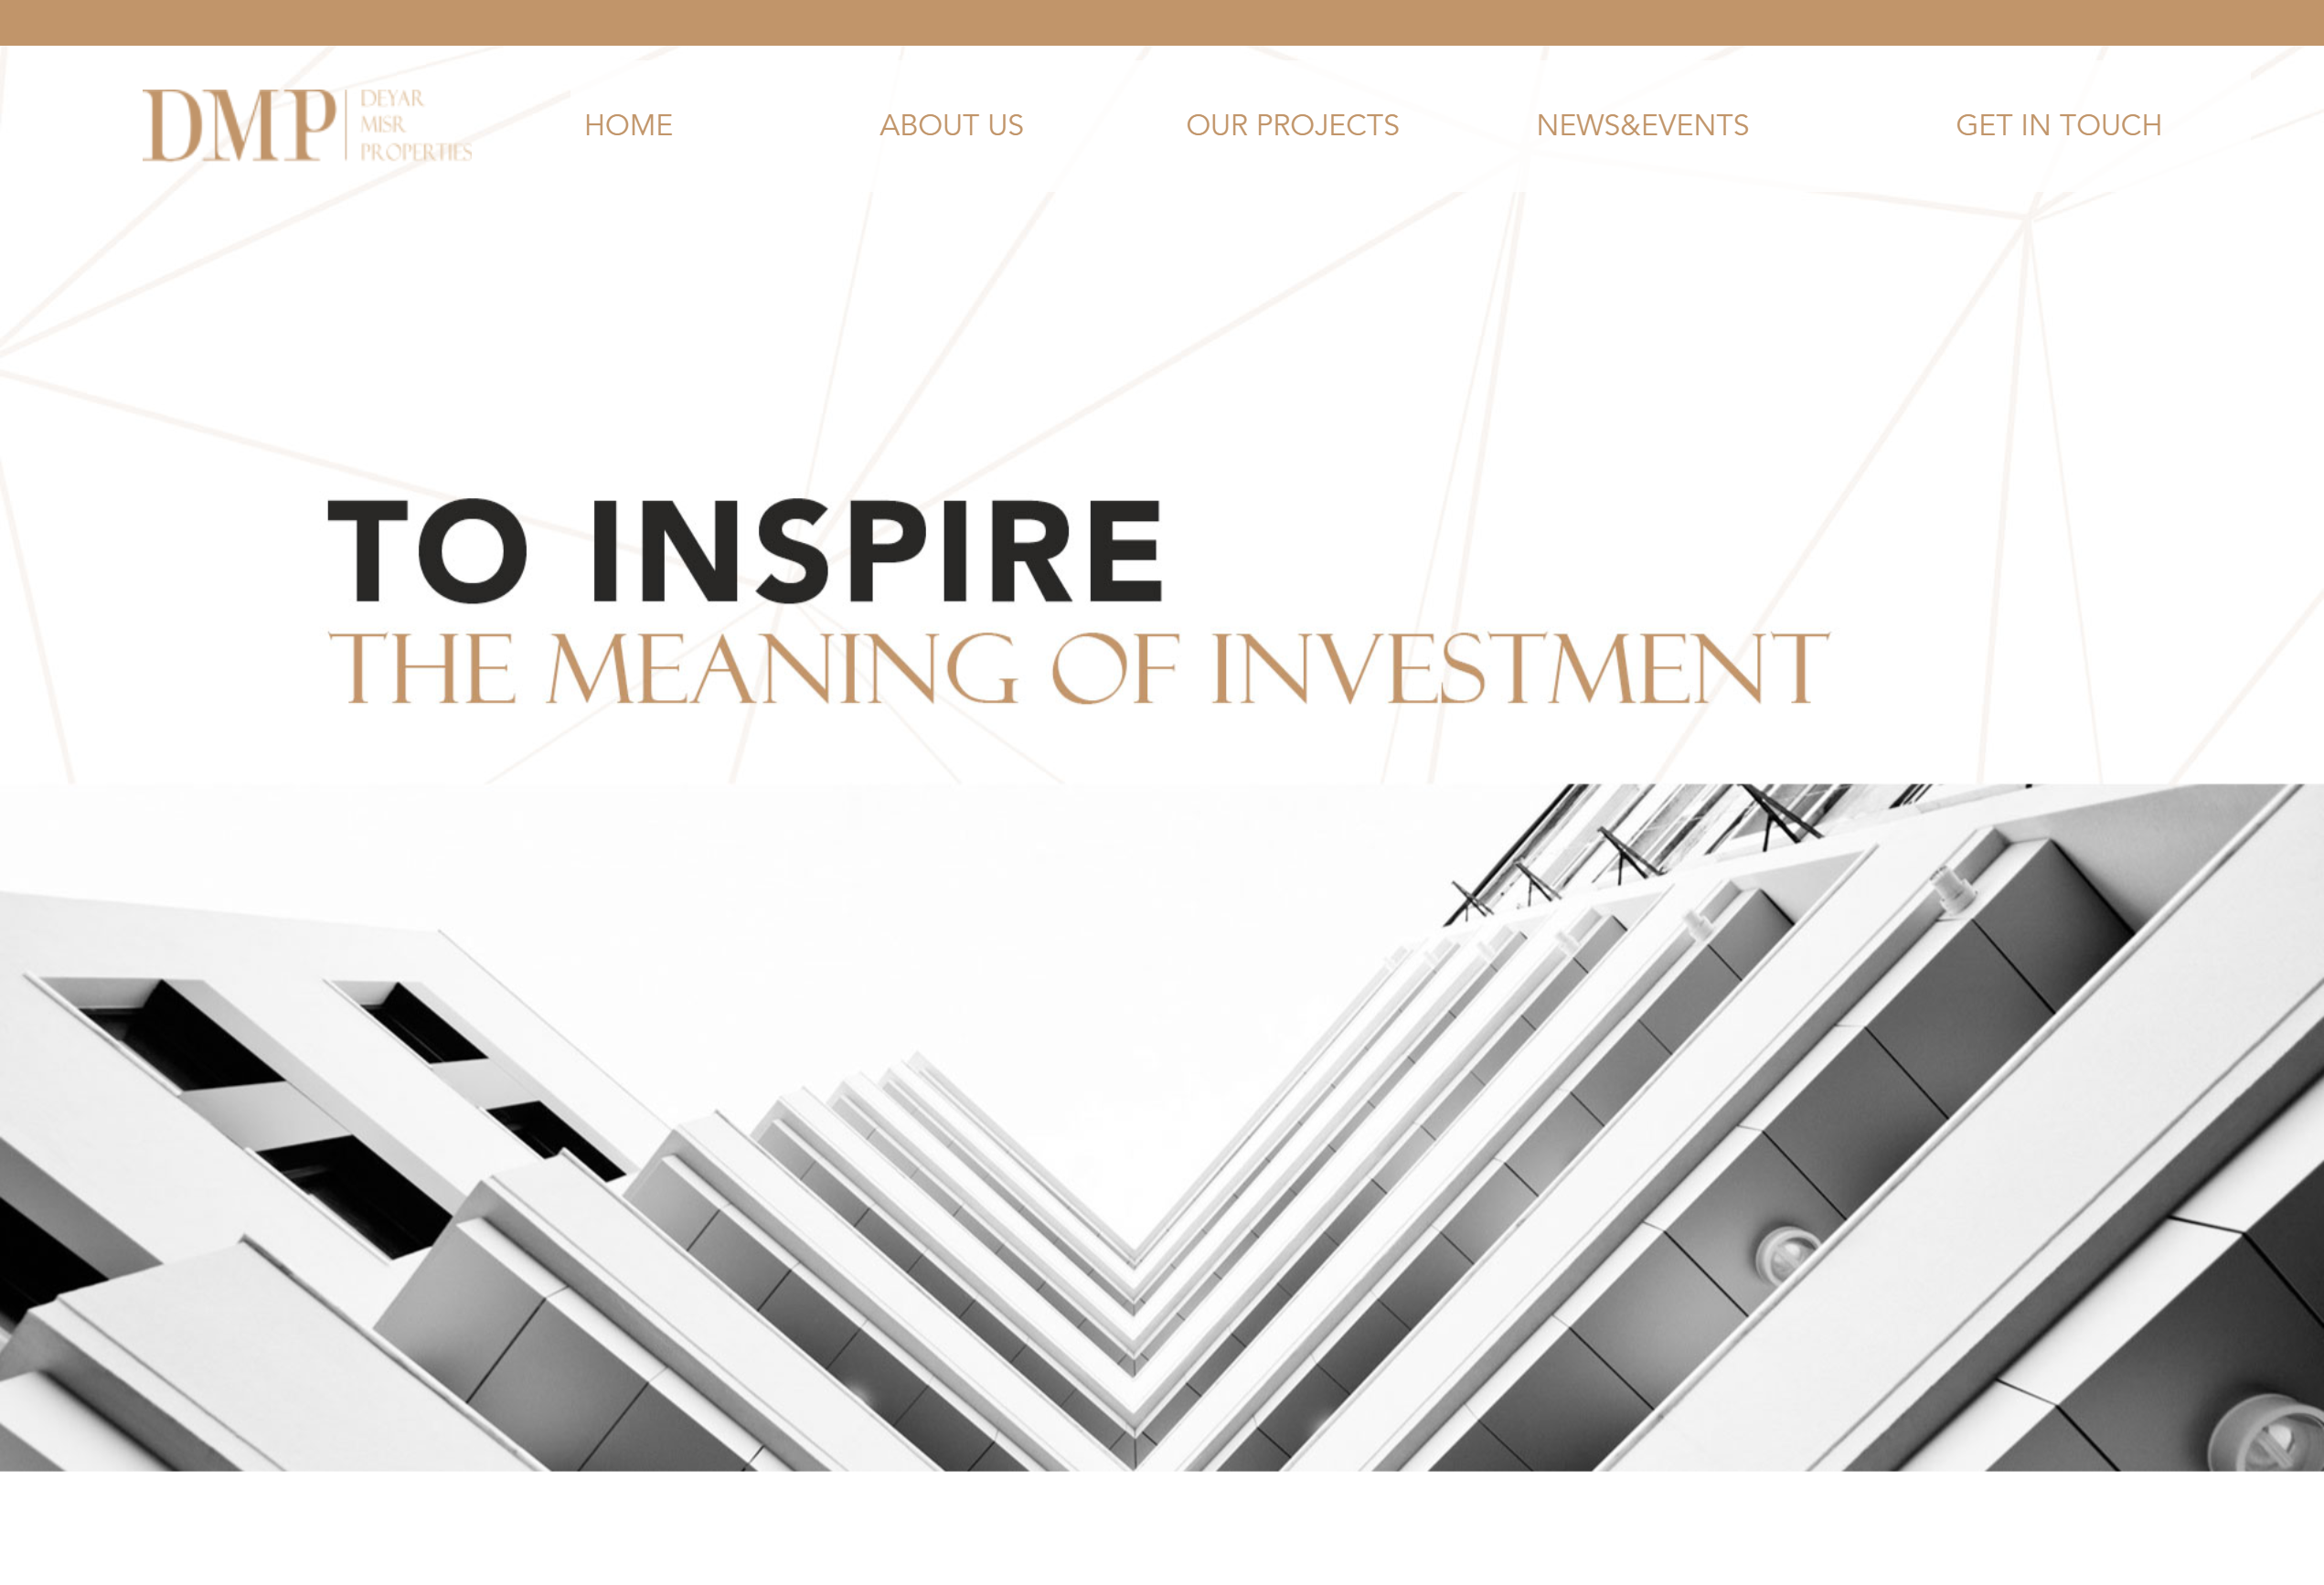 DMP
DEYAR
MISR
PROPERTIES
HOME
ABOUT US
OUR PROJECTS
NEWS&EVENTS
GET IN TOUCH
TO INSPIRE
THE MEANING OF INVESTMENT